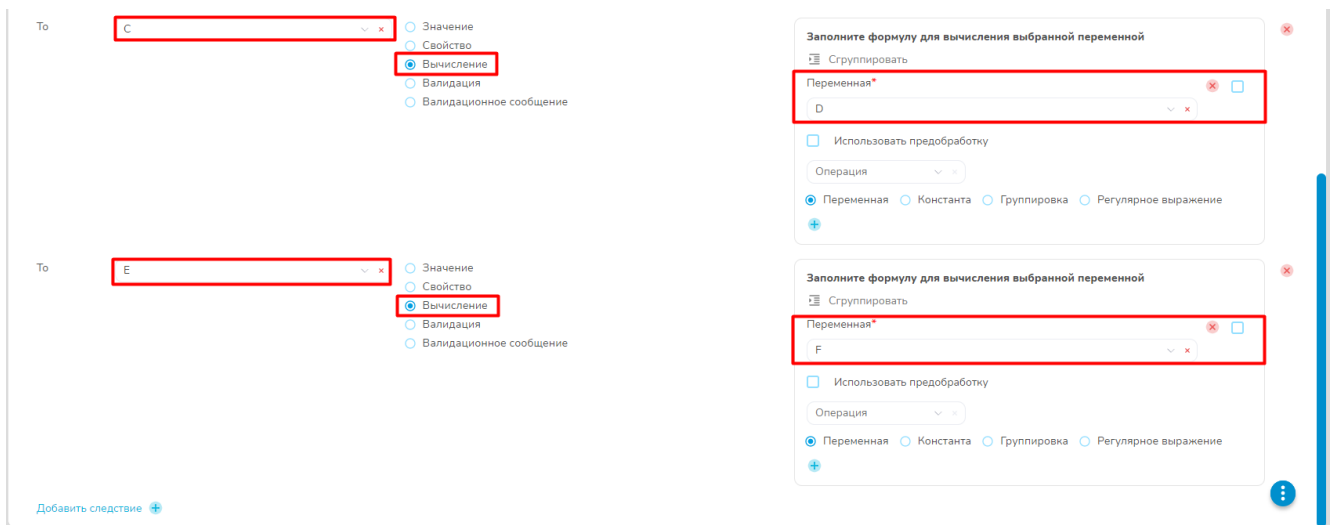 То
C
Значение
Свойство
Вычисление
Валидация
Валидационное сообщение
Заполните формулу для вычисления выбранной переменной
Сгруппировать
Переменная*
D
Использовать предобработку
Операция
Переменная Константа Группировка Регулярное выражение
То
E
Значение
Свойство
Вычисление
Валидация
Валидационное сообщение
Заполните формулу для вычисления выбранной переменной
Сгруппировать
Переменная*
F
Использовать предобработку
Операция
Переменная Константа Группировка Регулярное выражение
Добавить следствие